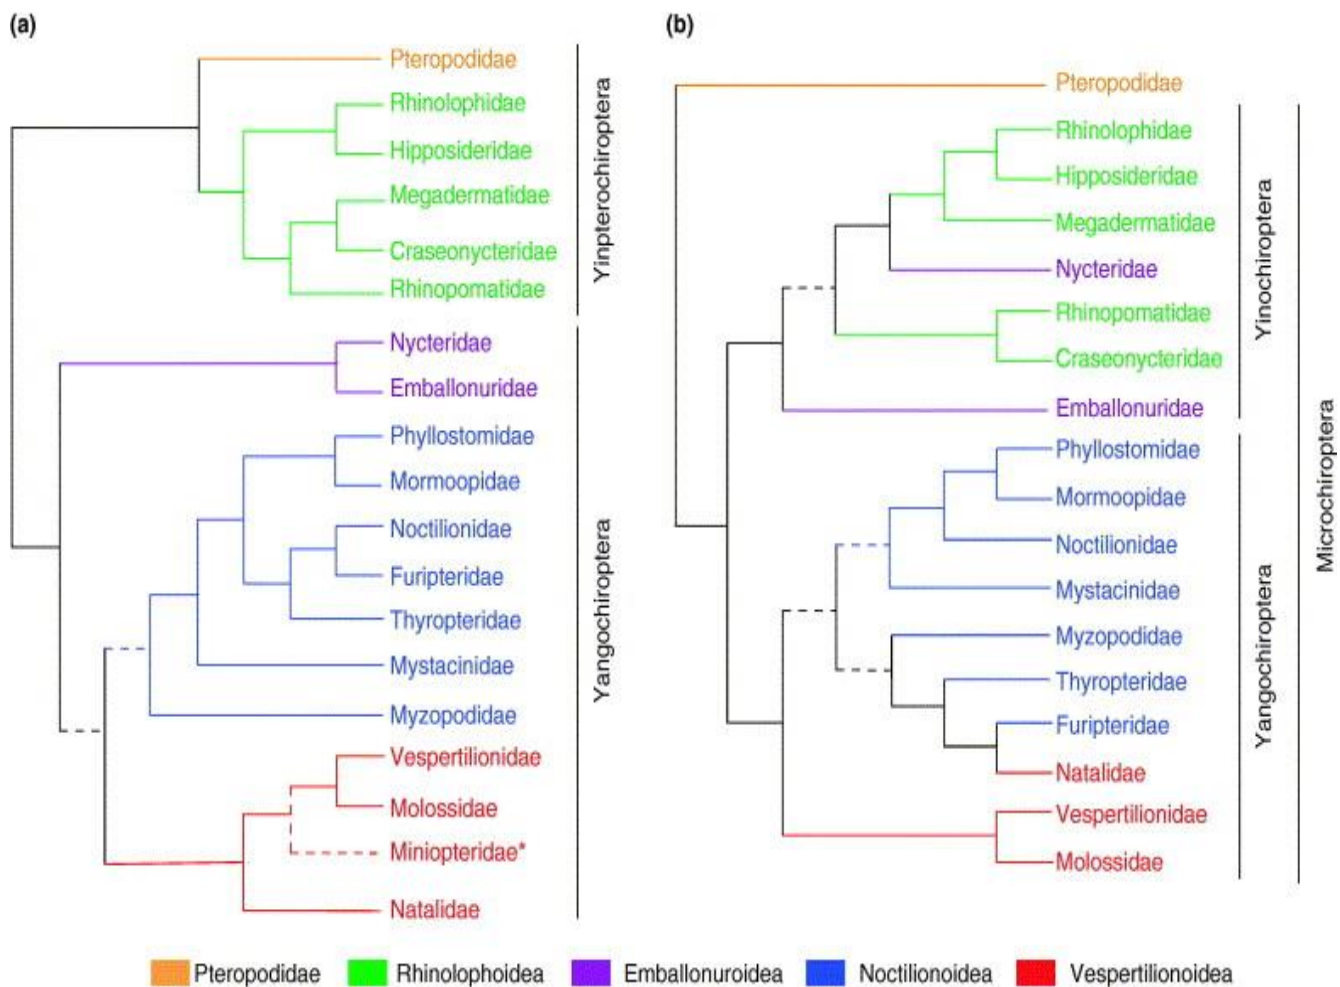 (a)
Pteropodidae
Rhinolophidae
Hipposideridae
Megadermatidae
Craseonycteridae
Rhinopomatidae
Yinpterochiroptera
Nycteridae
Emballonuridae
Phyllostomidae
Mormoopidae
Noctilionidae
Furipteridae
Thyropteridae
Mystacinidae
Myzopodidae
Vespertilionidae
Molossidae
Miniopteridae*
Natalidae
Yangochiroptera
(b)
Pteropodidae
Rhinolophidae
Hipposideridae
Megadermatidae
Nycteridae
Rhinopomatidae
Craseonycteridae
Emballonuridae
Yinochiroptera
Phyllostomidae
Mormoopidae
Noctilionidae
Mystacinidae
Myzopodidae
Thyropteridae
Furipteridae
Natalidae
Vespertilionidae
Molossidae
Yangochiroptera
Microchiroptera
Pteropodidae Rhinolophoidea Emballonuroidea Noctilionoidea Vespertilionoidea